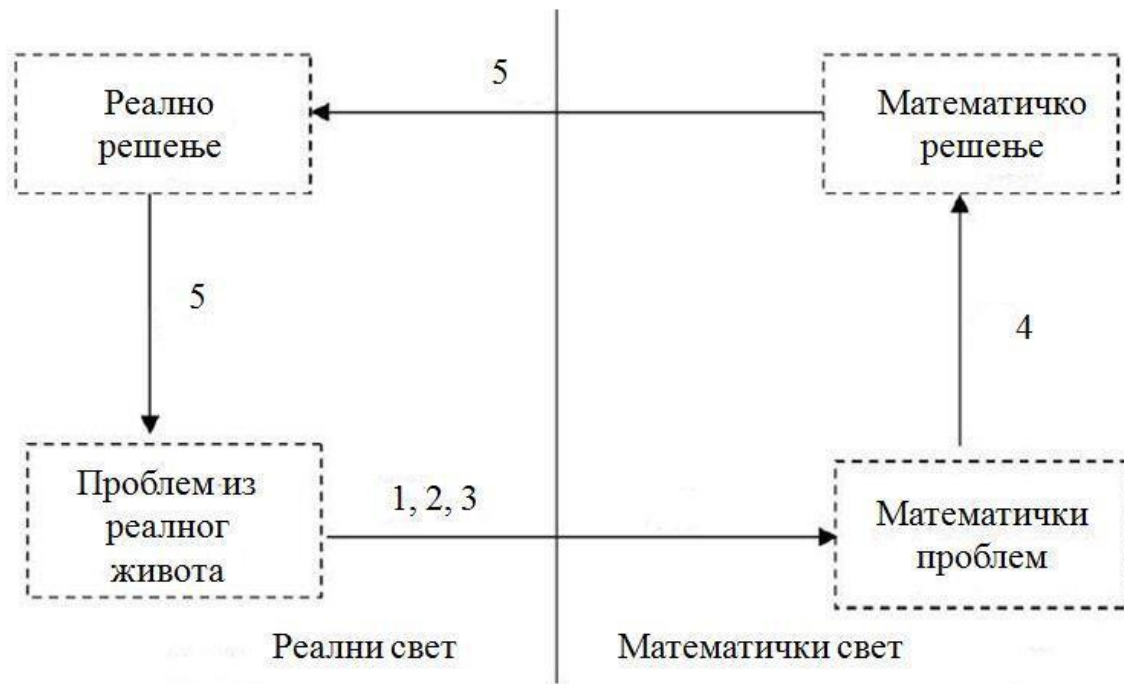 5
Реално
решење
Математичко
решење
5
4
Проблем из
реалног
живота
1, 2, 3
Математички
проблем
Реални свет
Математички свет